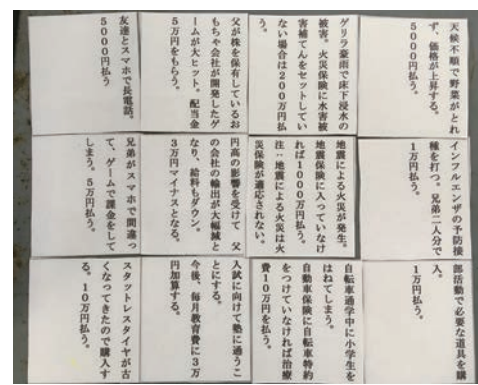 天候不順で野菜がとれ
ず、価格が上昇する。
5000円払う。
ゲリラ豪雨で床下浸水の
被害。火災保険に水害被
害補てんをセットしてい
ない場合は200万円払
う。
父が株を保有しているお
もちゃ会社が開発したゲ
ームが大ヒット。配当金
5万円をもらう。
友達とスマホで長電話。
5000円払う
インフルエンザの予防接
種を打つ。兄弟二人分で
1万円払う。
地震による火災が発生。
地震保険に入っていなけ
れば1000万円払う。
注:地震による火災は火
災保険が適応されない。
円高の影響を受けて 父
の会社の輸出が大幅減と
なり、給料もダウン。
3万円マイナスとなる。
兄弟がスマホで間違っ
て、ゲームで課金をして
しまう。5万円払う。
部活動で必要な道具を購
入。
1万円払う。
自転車通学中に小学生を
はねてしまう。
自動車保険に自転車特約
をつけていなければ治療
費10万円を払う。
入試に向けて塾に通うこ
とにする。
今後、毎月教育費に3万
円加算する。
スタットレスタイヤが古
くなってきたので購入す
る。10万円払う。